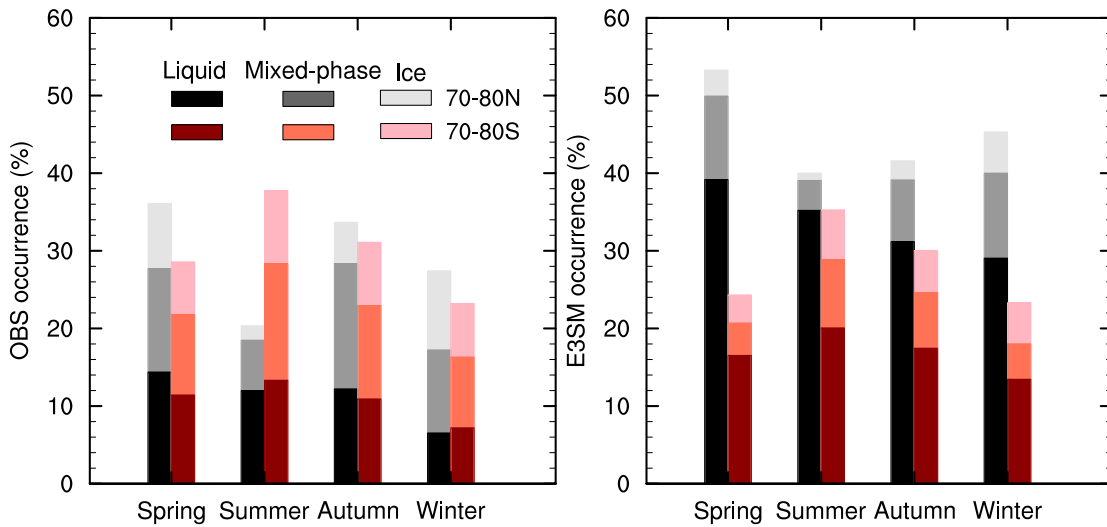 OBS occurrence (%)
60
50
40
30
20
10
0
Liquid Mixed-phase Ice
70-80N
70-80S
Spring Summer Autumn Winter
E3SM occurrence (%)
60
50
40
30
20
10
0
Spring Summer Autumn Winter